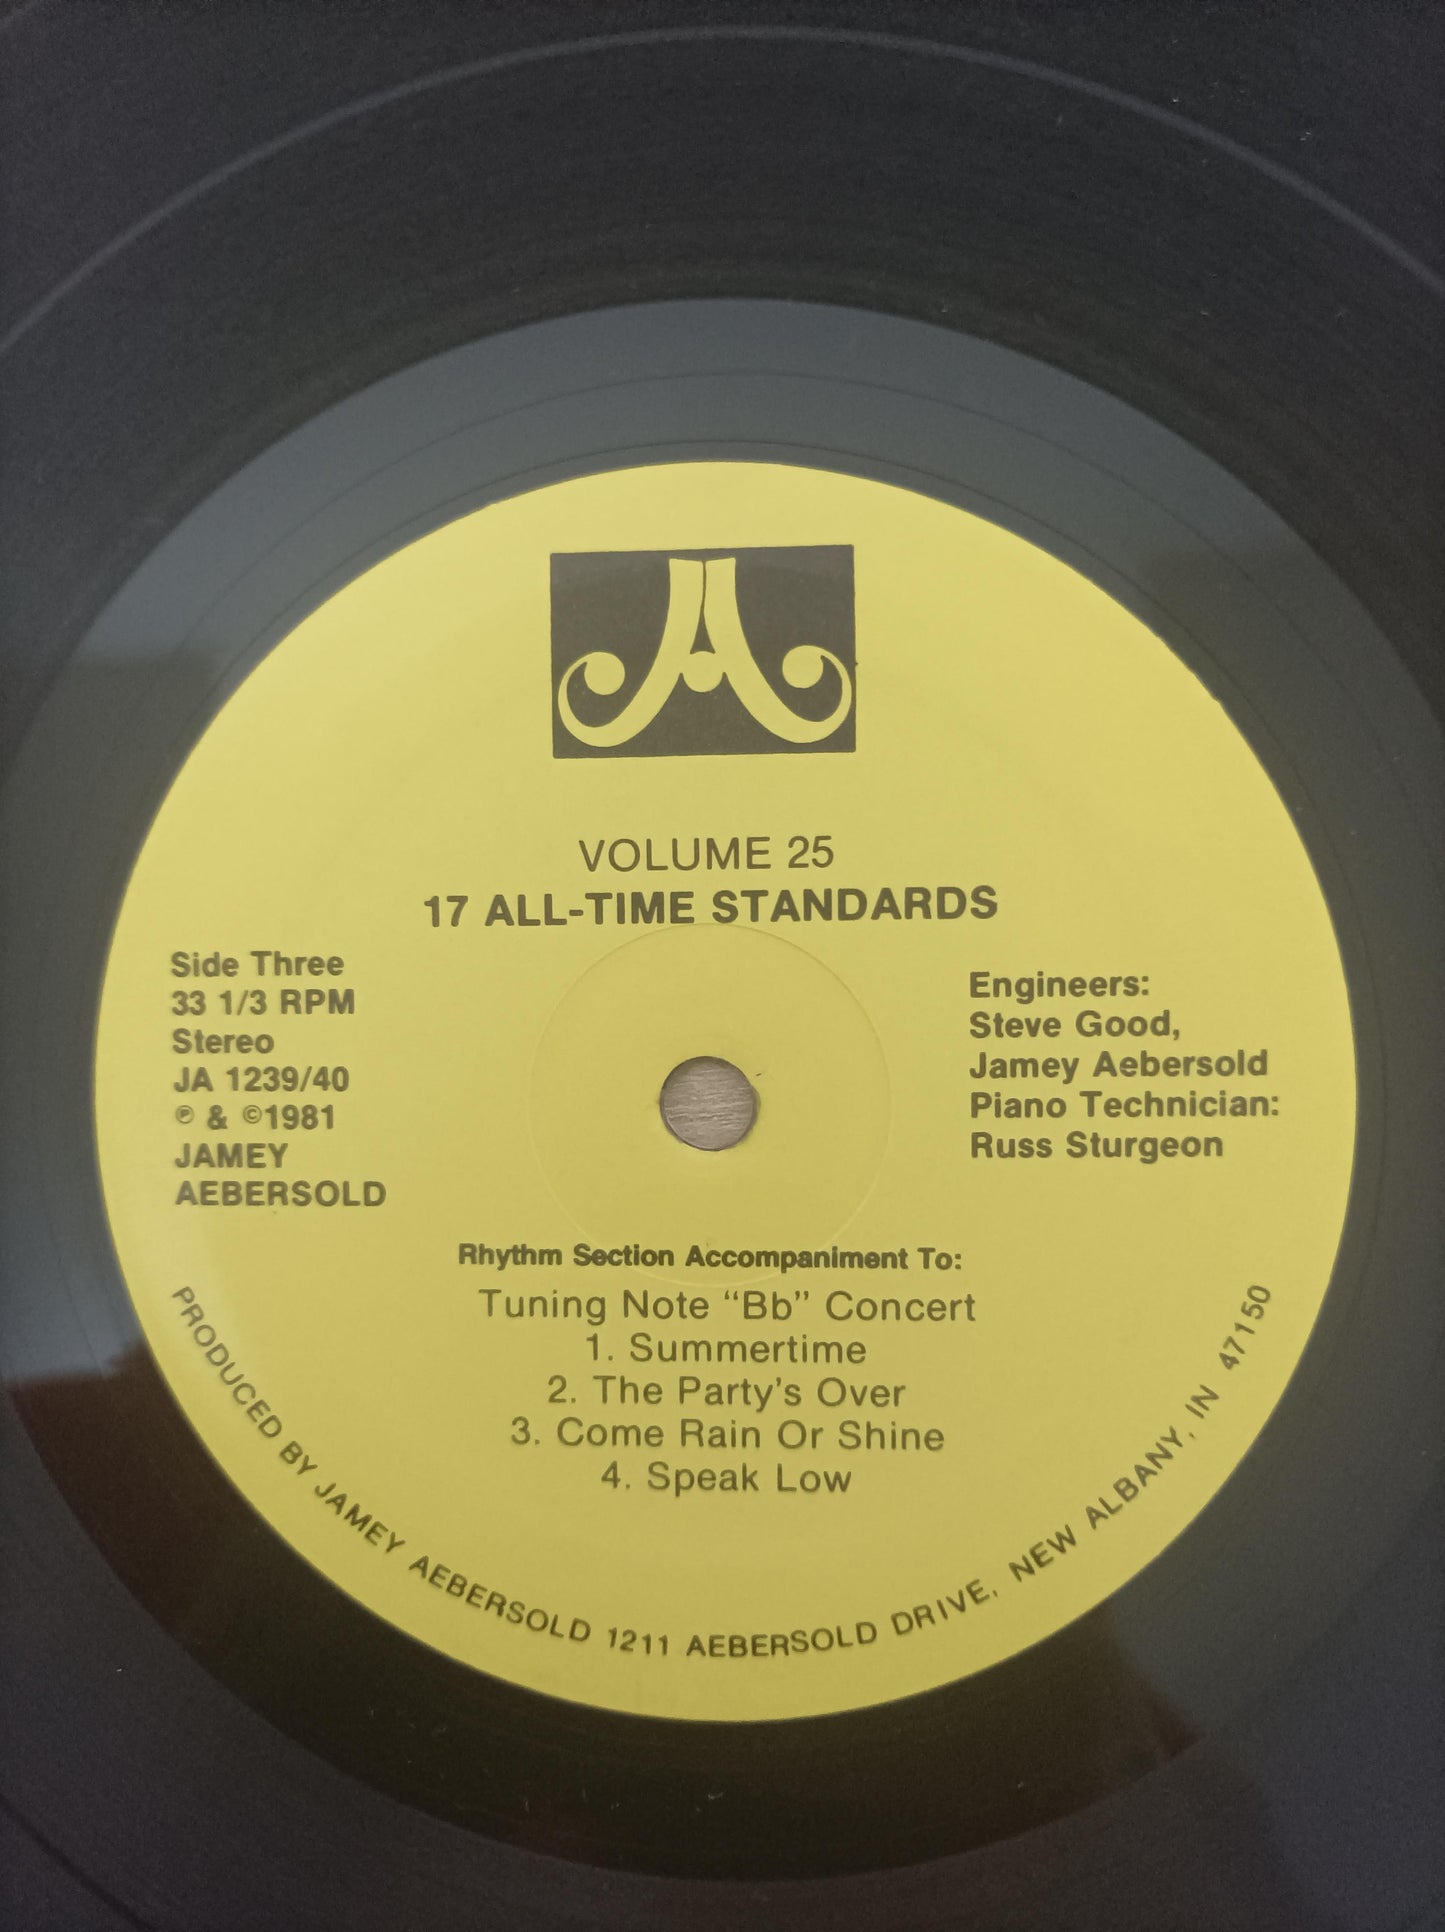 VOLUME 25
17 ALL-TIME STANDARDS
Side Three
33 1/3 RPM
Stereo
JA 1239/40
℗ & ©1981
JAMEY
AEBERSOLD
Engineers:
Steve Good,
Jamey Aebersold
Piano Technician:
Russ Sturgeon
Rhythm Section Accompaniment To:
Tuning Note “Bb” Concert
1. Summertime
2. The Party's Over
3. Come Rain Or Shine
4. Speak Low
PRODUCED BY JAMEY AEBERSOLD 1211 AEBERSOLD DRIVE, NEW ALBANY, IN 47150